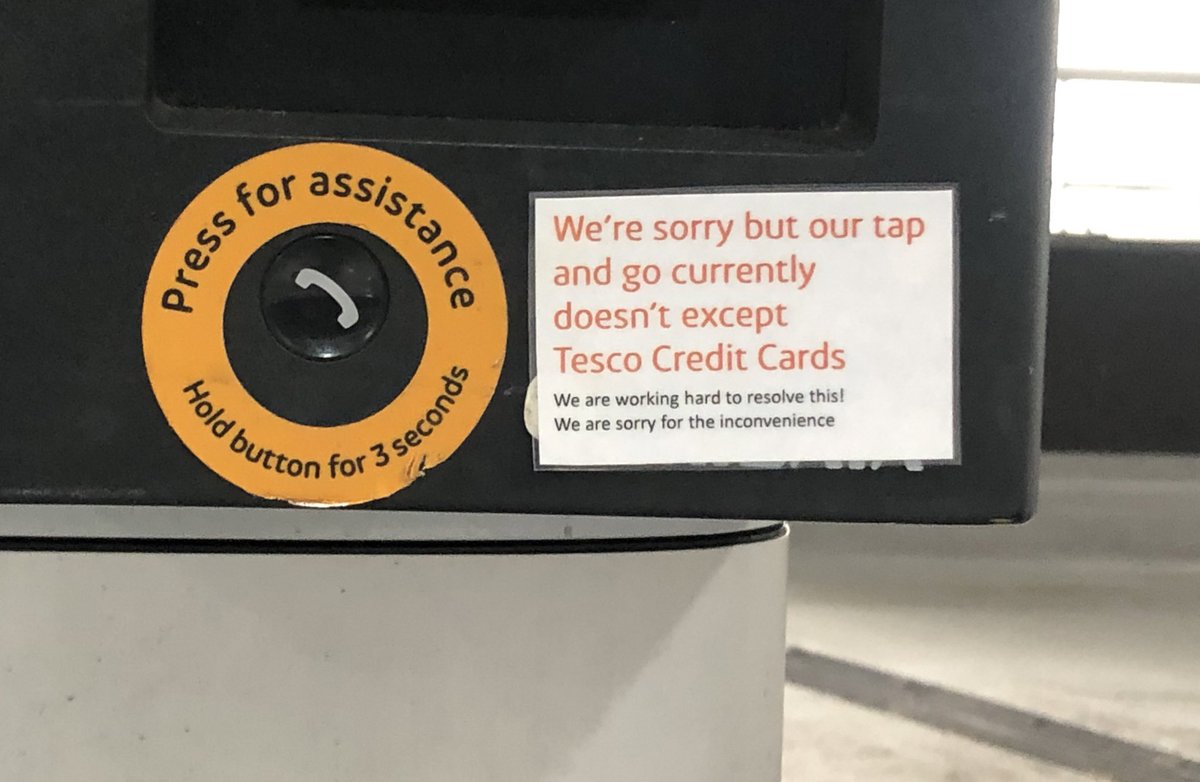 Press for assistance
Hold button for 3 seconds
We're sorry but our tap
and go currently
doesn't except
Tesco Credit Cards
We are working hard to resolve this!
We are sorry for the inconvenience